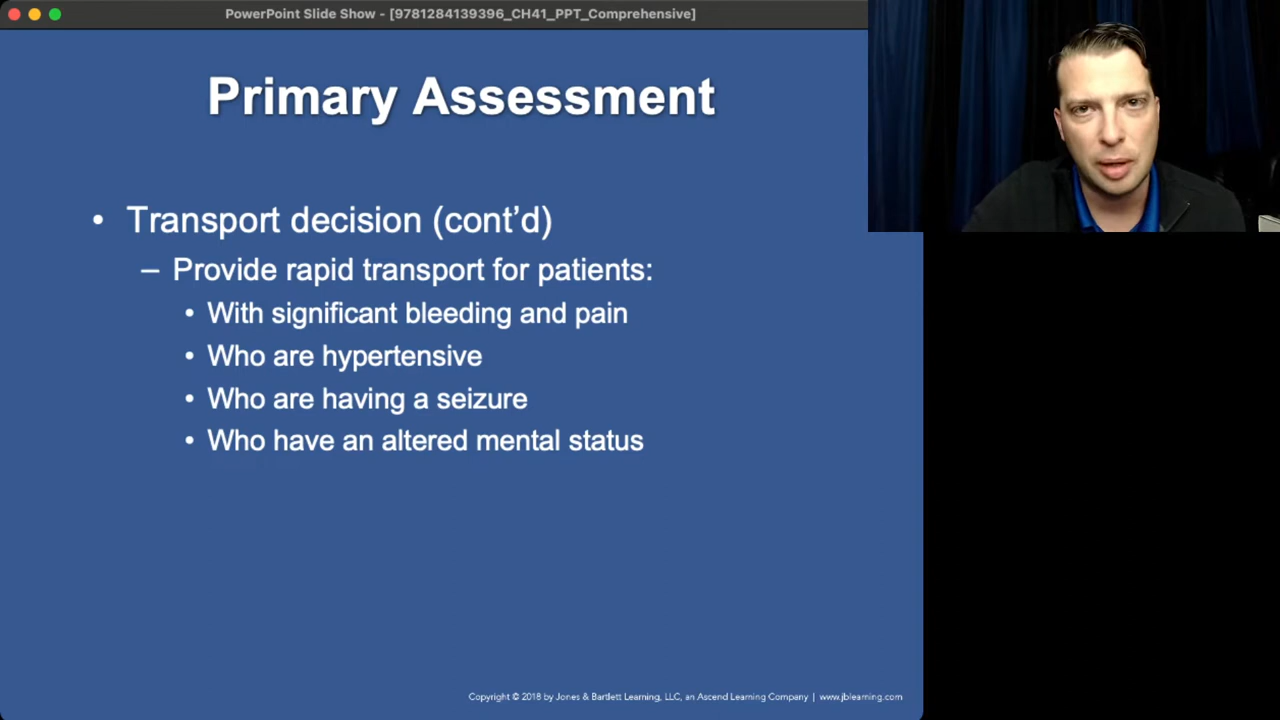 PowerPoint Slide Show - [9781284139396_CH41_PPT_Comprehensive]
Primary Assessment
• Transport decision (cont’d)
– Provide rapid transport for patients:
• With significant bleeding and pain
• Who are hypertensive
• Who are having a seizure
• Who have an altered mental status
Copyright © 2018 by Jones & Bartlett Learning, LLC, an Ascend Learning Company | www.jblearning.com